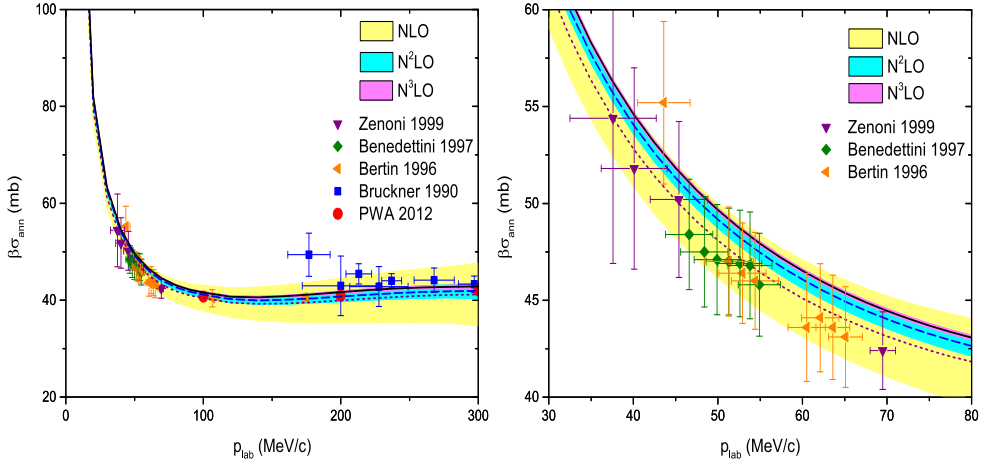 100
80
60
40
20
0
100
200
300
βσ_ann (mb)
p_lab (MeV/c)
NLO
N²LO
N³LO
Zenoni 1999
Benedettini 1997
Bertin 1996
Bruckner 1990
PWA 2012
60
55
50
45
40
30
40
50
60
70
80
βσ_ann (mb)
p_lab (MeV/c)
NLO
N²LO
N³LO
Zenoni 1999
Benedettini 1997
Bertin 1996